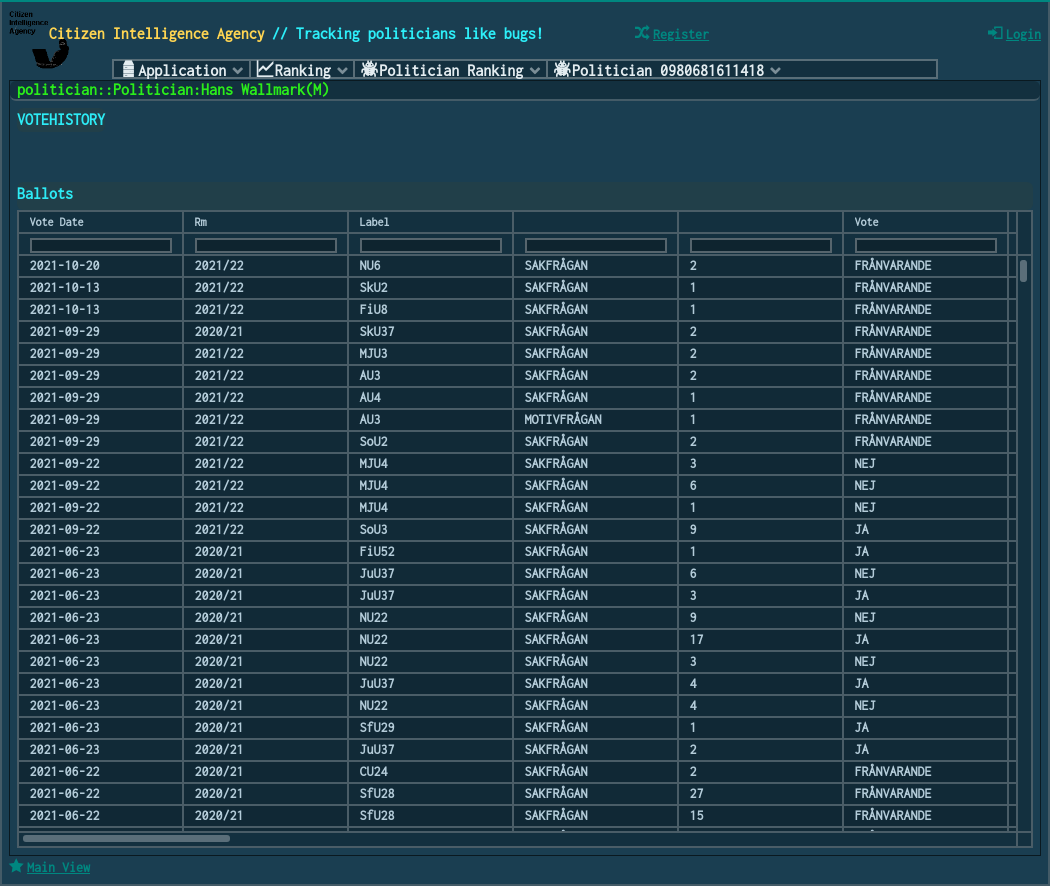 Citizen
Intelligence
Agency
Citizen Intelligence Agency // Tracking politicians like bugs!
Register
Login
Application
Ranking
Politician Ranking
Politician 0980681611418
politician::Politician:Hans Wallmark(M)
VOTEHISTORY
Ballots
Vote Date Rm Label Vote
2021-10-20 2021/22 NU6 SAKFRÅGAN 2 FRÅNVARANDE
2021-10-13 2021/22 SkU2 SAKFRÅGAN 1 FRÅNVARANDE
2021-10-13 2021/22 FiU8 SAKFRÅGAN 1 FRÅNVARANDE
2021-09-29 2020/21 SkU37 SAKFRÅGAN 2 FRÅNVARANDE
2021-09-29 2021/22 MJU3 SAKFRÅGAN 2 FRÅNVARANDE
2021-09-29 2021/22 AU3 SAKFRÅGAN 2 FRÅNVARANDE
2021-09-29 2021/22 AU4 SAKFRÅGAN 1 FRÅNVARANDE
2021-09-29 2021/22 AU3 MOTIVFRÅGAN 1 FRÅNVARANDE
2021-09-29 2021/22 SoU2 SAKFRÅGAN 2 FRÅNVARANDE
2021-09-22 2021/22 MJU4 SAKFRÅGAN 3 NEJ
2021-09-22 2021/22 MJU4 SAKFRÅGAN 6 NEJ
2021-09-22 2021/22 MJU4 SAKFRÅGAN 1 NEJ
2021-09-22 2021/22 SoU3 SAKFRÅGAN 9 JA
2021-06-23 2020/21 FiU52 SAKFRÅGAN 1 JA
2021-06-23 2020/21 JuU37 SAKFRÅGAN 6 NEJ
2021-06-23 2020/21 JuU37 SAKFRÅGAN 3 JA
2021-06-23 2020/21 NU22 SAKFRÅGAN 9 NEJ
2021-06-23 2020/21 NU22 SAKFRÅGAN 17 JA
2021-06-23 2020/21 NU22 SAKFRÅGAN 3 NEJ
2021-06-23 2020/21 JuU37 SAKFRÅGAN 4 JA
2021-06-23 2020/21 NU22 SAKFRÅGAN 4 NEJ
2021-06-23 2020/21 SfU29 SAKFRÅGAN 1 JA
2021-06-23 2020/21 JuU37 SAKFRÅGAN 2 JA
2021-06-22 2020/21 CU24 SAKFRÅGAN 2 FRÅNVARANDE
2021-06-22 2020/21 SfU28 SAKFRÅGAN 27 FRÅNVARANDE
2021-06-22 2020/21 SfU28 SAKFRÅGAN 15 FRÅNVARANDE
Main View